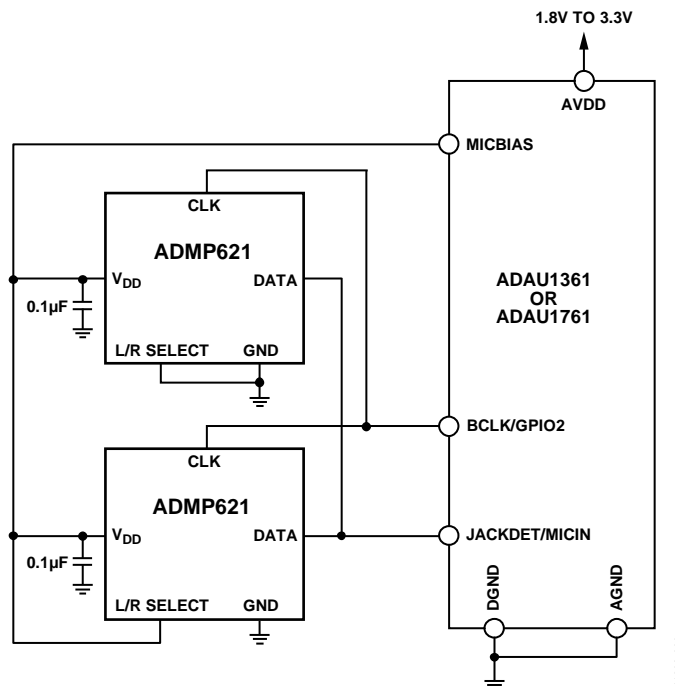 1.8V TO 3.3V
AVDD
MICBIAS
CLK
ADMP621
VDD
DATA
0.1µF
L/R SELECT
GND
ADAU1361
OR
ADAU1761
BCLK/GPIO2
CLK
ADMP621
VDD
DATA
JACKDET/MICIN
0.1µF
L/R SELECT
GND
DGND
AGND